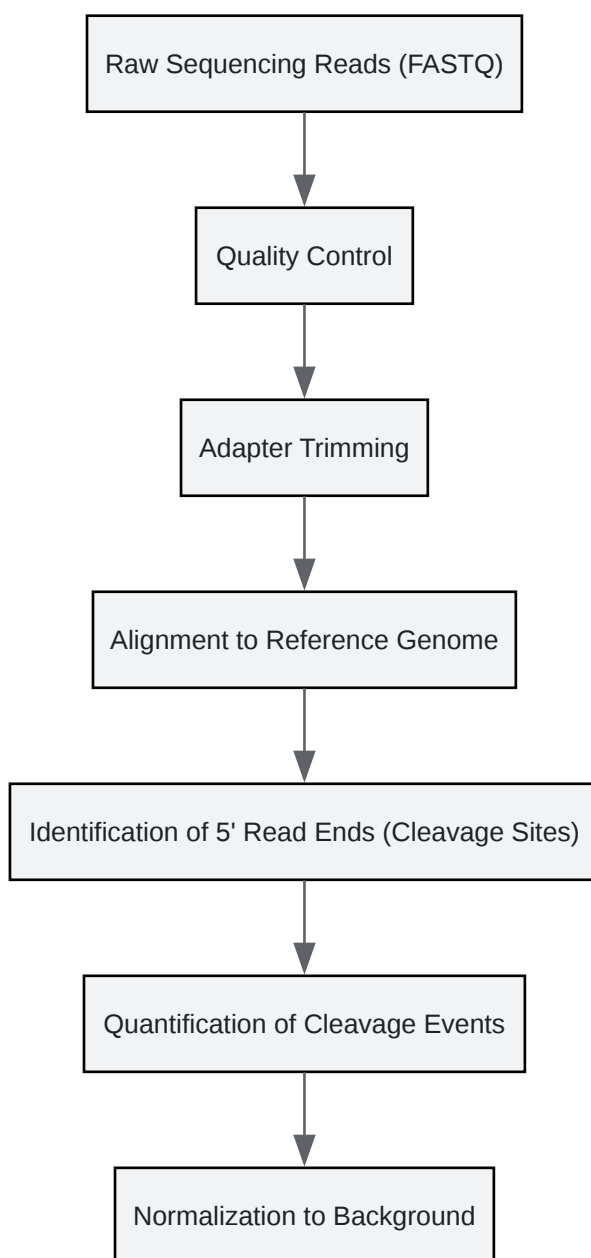 Raw Sequencing Reads (FASTQ)
Quality Control
Adapter Trimming
Alignment to Reference Genome
Identification of 5' Read Ends (Cleavage Sites)
Quantification of Cleavage Events
Normalization to Background